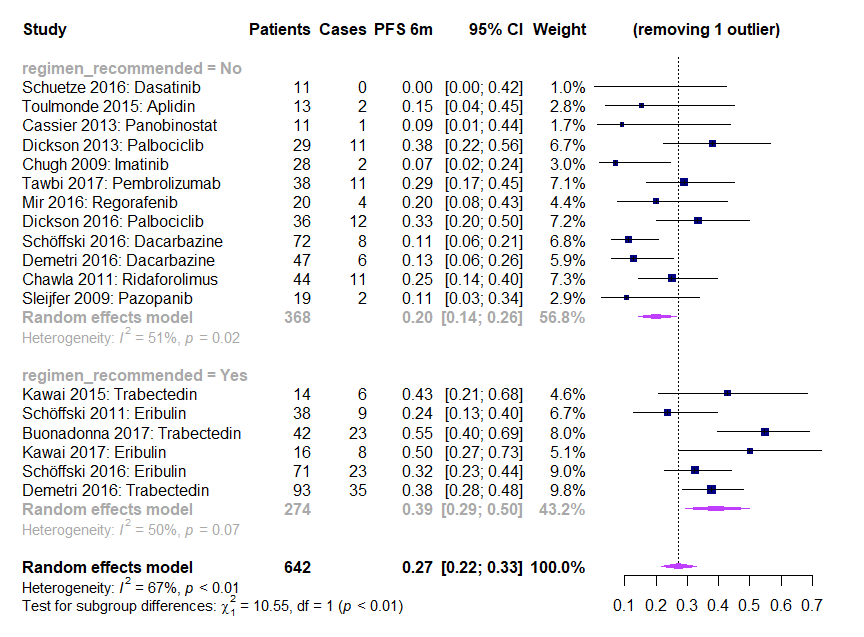 Study Patients Cases PFS 6m 95% CI Weight (removing 1 outlier)
regimen_recommended = No
Schuetze 2016: Dasatinib 11 0 0.00 [0.00; 0.42] 1.0%
Toulmonde 2015: Aplidin 13 2 0.15 [0.04; 0.45] 2.8%
Cassier 2013: Panobinostat 11 1 0.09 [0.01; 0.44] 1.7%
Dickson 2013: Palbociclib 29 11 0.38 [0.22; 0.56] 6.7%
Chugh 2009: Imatinib 28 2 0.07 [0.02; 0.24] 3.0%
Tawbi 2017: Pembrolizumab 38 11 0.29 [0.17; 0.45] 7.1%
Mir 2016: Regorafenib 20 4 0.20 [0.08; 0.43] 4.4%
Dickson 2016: Palbociclib 36 12 0.33 [0.20; 0.50] 7.2%
Schöffski 2016: Dacarbazine 72 8 0.11 [0.06; 0.21] 6.8%
Demetri 2016: Dacarbazine 47 6 0.13 [0.06; 0.26] 5.9%
Chawla 2011: Ridaforolimus 44 11 0.25 [0.14; 0.40] 7.3%
Sleijfer 2009: Pazopanib 19 2 0.11 [0.03; 0.34] 2.9%
Random effects model 368 0.20 [0.14; 0.26] 56.8%
Heterogeneity: I² = 51%, p = 0.02
regimen_recommended = Yes
Kawai 2015: Trabectedin 14 6 0.43 [0.21; 0.68] 4.6%
Schöffski 2011: Eribulin 38 9 0.24 [0.13; 0.40] 6.7%
Buonadonna 2017: Trabectedin 42 23 0.55 [0.40; 0.69] 8.0%
Kawai 2017: Eribulin 16 8 0.50 [0.27; 0.73] 5.1%
Schöffski 2016: Eribulin 71 23 0.32 [0.23; 0.44] 9.0%
Demetri 2016: Trabectedin 93 35 0.38 [0.28; 0.48] 9.8%
Random effects model 274 0.39 [0.29; 0.50] 43.2%
Heterogeneity: I² = 50%, p = 0.07
Random effects model 642 0.27 [0.22; 0.33] 100.0%
Heterogeneity: I² = 67%, p < 0.01
Test for subgroup differences: χ²₁ = 10.55, df = 1 (p < 0.01)
0.1 0.2 0.3 0.4 0.5 0.6 0.7